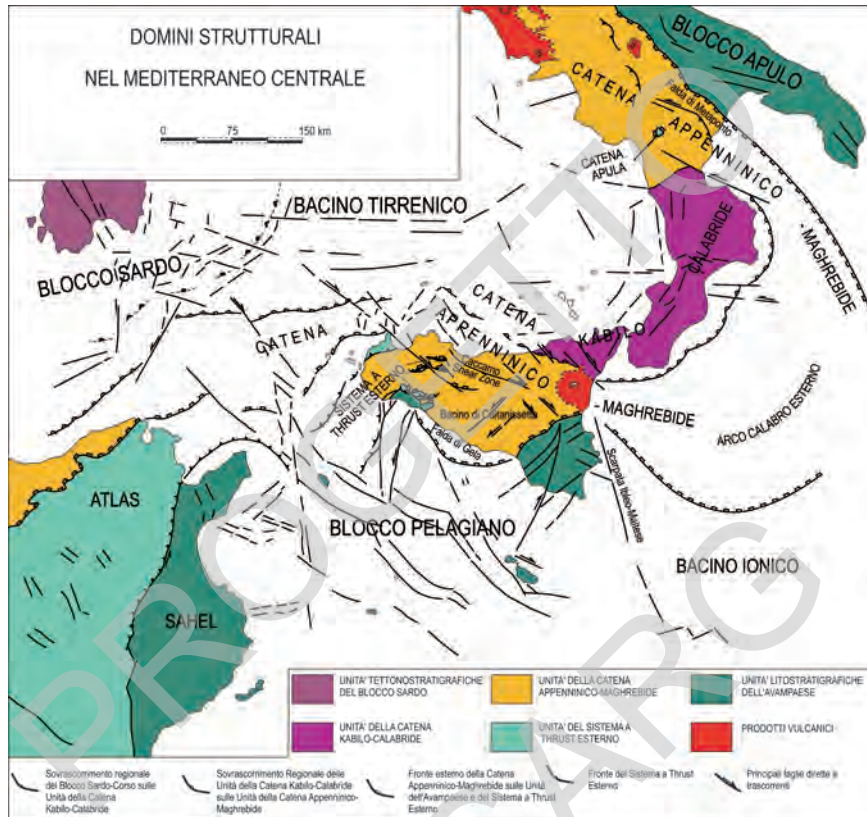 DOMINI STRUTTURALI
NEL MEDITERRANEO CENTRALE
0 75 150 km
BLOCCO APULO
CATENA
Falda di Metaponto
APPENNINICO
CATENA
APULA
BACINO TIRRENICO
- MAGHREBIDE
CALABRIDE
BLOCCO SARDO
CATENA
KABILO
CATENA
APPENNINICO
Shear Zone
SISTEMA A
THRUST ESTERNO
Bacino di Caltanissetta
- MAGHREBIDE
ARCO CALABRO ESTERNO
Falda di Gela
Scarpata Ibleo-Maltese
ATLAS
BLOCCO PELAGIANO
BACINO IONICO
SAHEL
PROGETTO
CARG
UNITA' TETTONOSTRATIGRAFICHE
DEL BLOCCO SARDO
UNITA' DELLA CATENA
APPENNINICO-MAGHREBIDE
UNITA' LITOSTRATIGRAFICHE
DELL'AVAMPAESE
UNITA' DELLA CATENA
KABILO-CALABRIDE
UNITA' DEL SISTEMA A
THRUST ESTERNO
PRODOTTI VULCANICI
Sovrascorrimento regionale
del Blocco Sardo-Corso sulle
Unità della Catena
Kabilo-Calabride
Sovrascorrimento Regionale delle
Unità della Catena Kabilo-Calabride
sulle Unità della Catena Appenninico-
Maghrebide
Fronte esterno della Catena
Appenninico-Maghrebide sulle Unità
dell'Avampaese e del Sistema a Thrust
Esterno
Fronte del Sistema a Thrust
Esterno
Principali faglie dirette e
trascorrenti